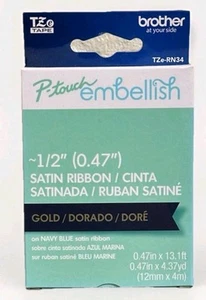 TZe
TAPE
brother
at your side
TZe-RN34
P-touch
embellish
~1/2" (0.47")
SATIN RIBBON / CINTA
SATINADA / RUBAN SATINÉ
GOLD / DORADO / DORÉ
on NAVY BLUE satin ribbon
sobre cinta satinada AZUL MARINA
sur ruban satiné BLEU MARINE
0.47in x 13.1ft
0.47in x 4.37yd
(12mm x 4m)